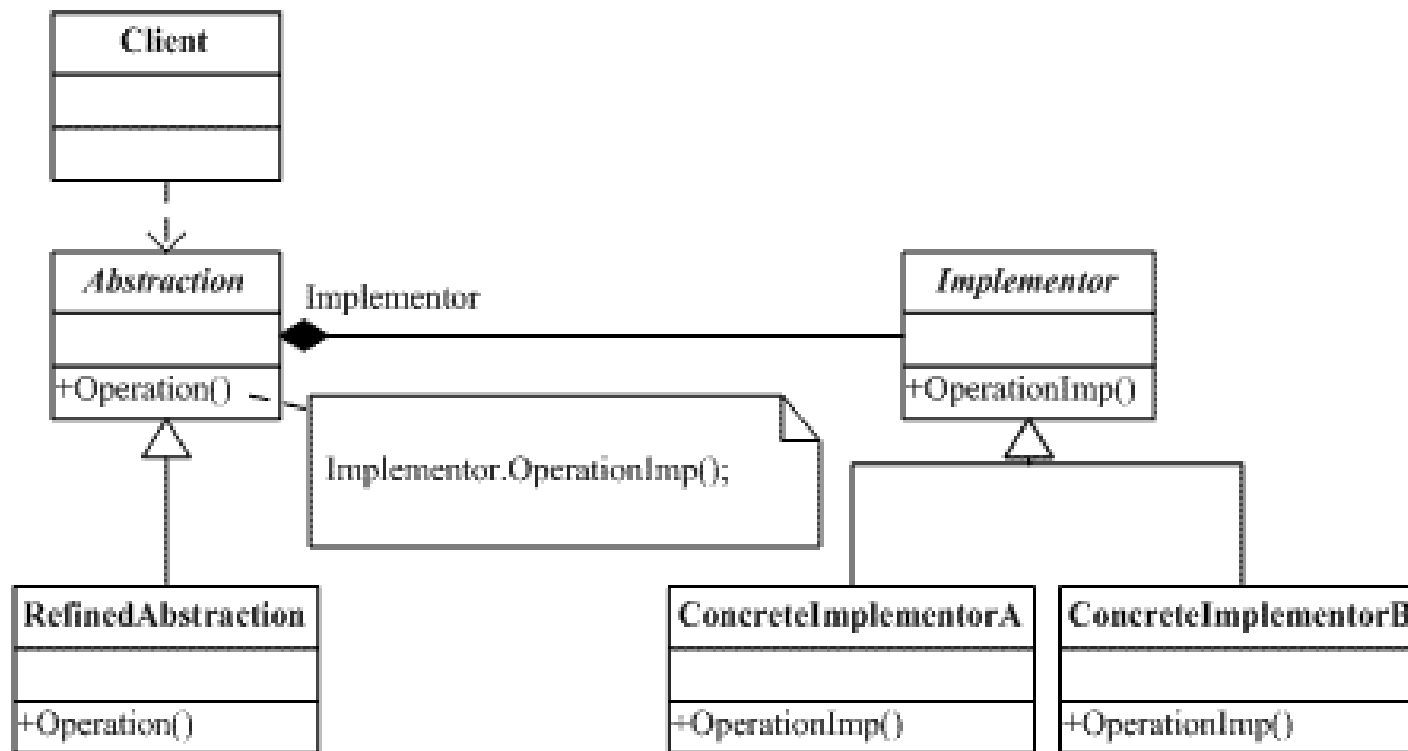 Client
Abstraction
Implementor
Implementor
+Operation()
+OperationImp()
Implementor.OperationImp();
RefinedAbstraction
ConcreteImplementorA
ConcreteImplementorB
+Operation()
+OperationImp()
+OperationImp()